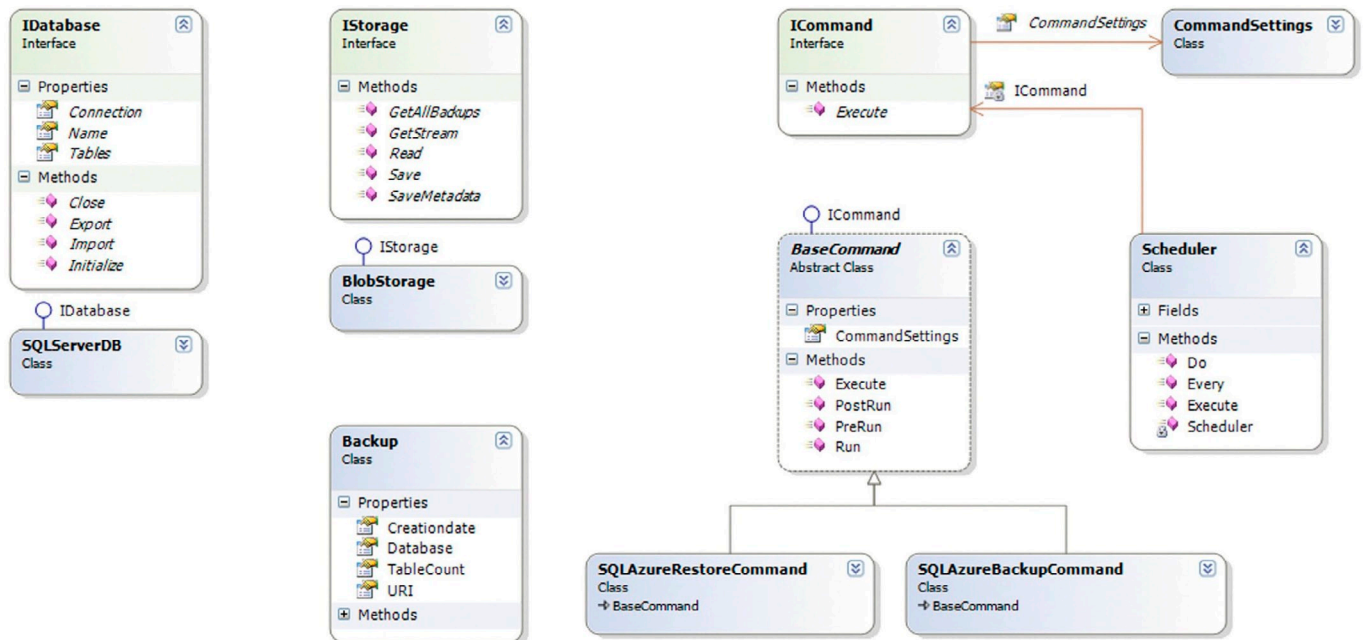 IDatabase
Interface
Properties
Connection
Name
Tables
Methods
Close
Export
Import
Initialize
IDatabase
SQLServerDB
Class
IStorage
Interface
Methods
GetAllBackups
GetStream
Read
Save
SaveMetadata
IStorage
BlobStorage
Class
Backup
Class
Properties
Creationdate
Database
TableCount
URI
Methods
ICommand
Interface
Methods
Execute
CommandSettings
CommandSettings
Class
ICommand
ICommand
BaseCommand
Abstract Class
Properties
CommandSettings
Methods
Execute
PostRun
PreRun
Run
Scheduler
Class
Fields
Methods
Do
Every
Execute
Scheduler
SQLAzureRestoreCommand
Class
BaseCommand
SQLAzureBackupCommand
Class
BaseCommand